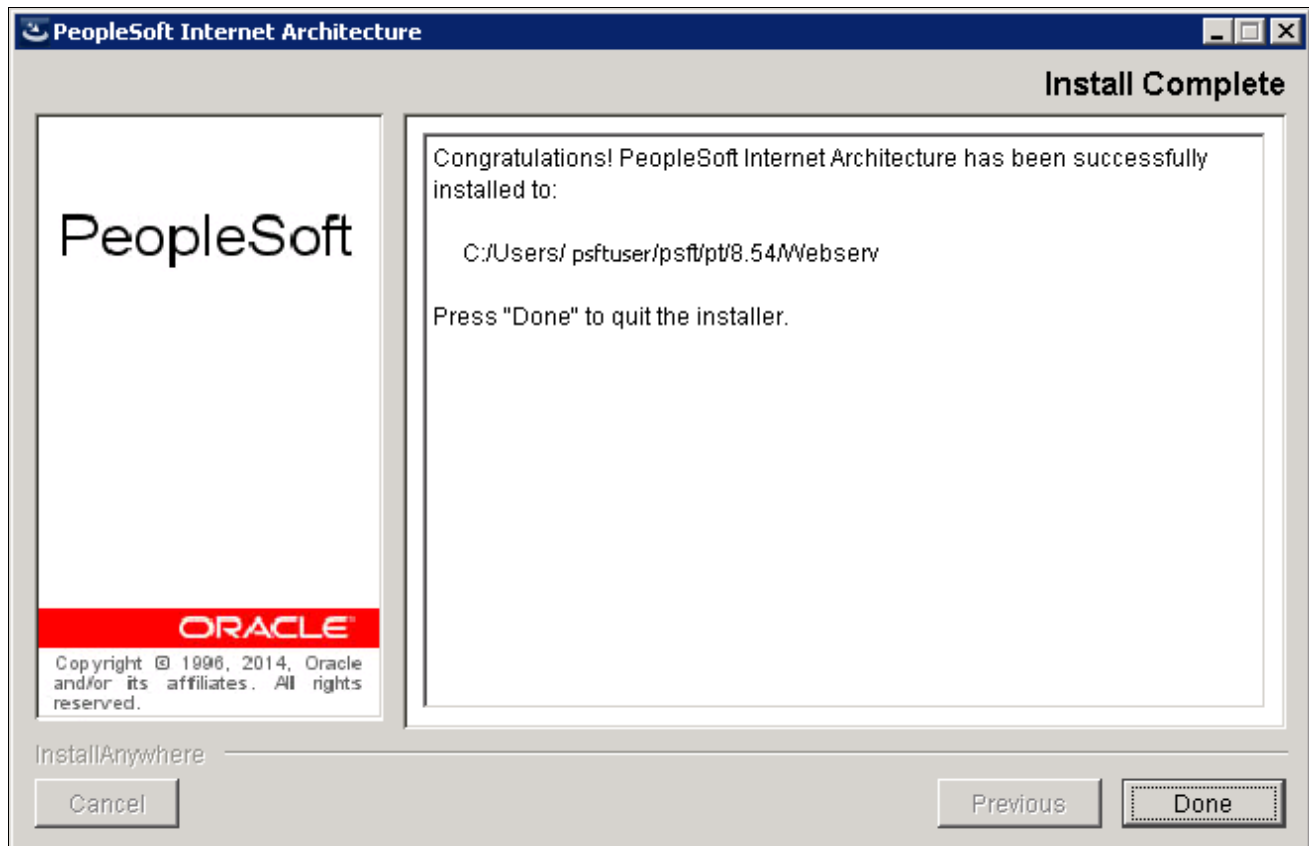 PeopleSoft Internet Architecture
Install Complete
PeopleSoft
ORACLE
Copyright © 1996, 2014, Oracle
and/or its affiliates. All rights
reserved.
Congratulations! PeopleSoft Internet Architecture has been successfully
installed to:
C:/Users/ psftuser/psft/pt/8.54/Webserv
Press "Done" to quit the installer.
InstallAnywhere
Cancel
Previous
Done